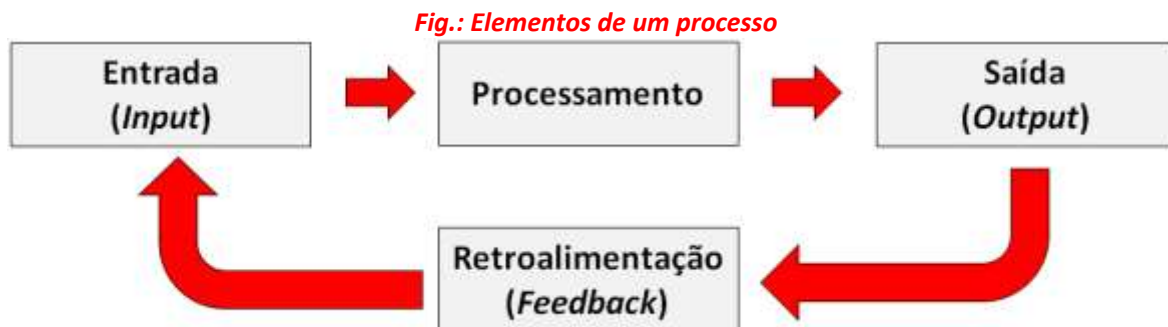 Fig.: Elementos de um processo
Entrada
(Input)
Processamento
Saída
(Output)
Retroalimentação
(Feedback)